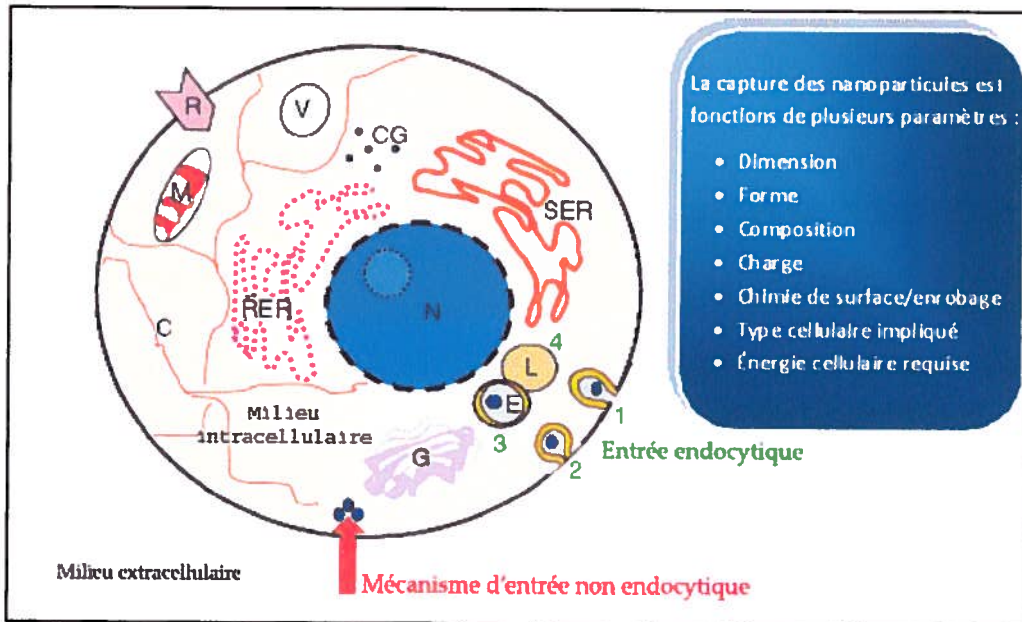 R
V
CG
M
SER
RER
N
C
4
L
E
1
Milieu
intracellulaire
3
G
2
Entrée endocytique
Milieu extracellulaire
Mécanisme d'entrée non endocytique
La capture des nanoparticules est
fonctions de plusieurs paramètres :
• Dimension
• Forme
• Composition
• Charge
• Chimie de surface/enrobage
• Type cellulaire impliqué
• Énergie cellulaire requise